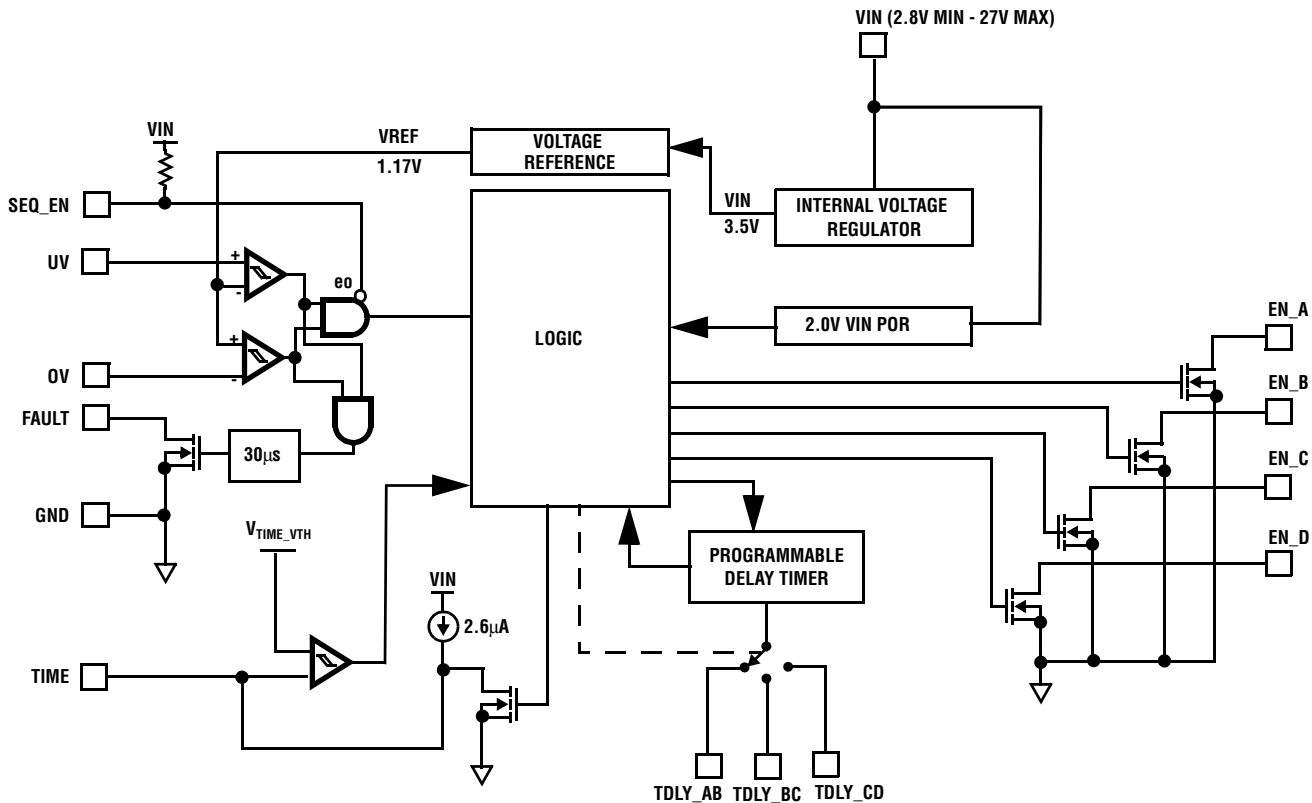 VIN (2.8V MIN - 27V MAX)
VIN
VREF
1.17V
VOLTAGE
REFERENCE
SEQ_EN
VIN
3.5V
INTERNAL VOLTAGE
REGULATOR
UV
+
-
eo
LOGIC
2.0V VIN POR
EN_A
+
-
OV
EN_B
FAULT
30µs
EN_C
GND
VTIME_VTH
EN_D
PROGRAMMABLE
DELAY TIMER
VIN
2.6µA
TIME
TDLY_AB
TDLY_BC
TDLY_CD